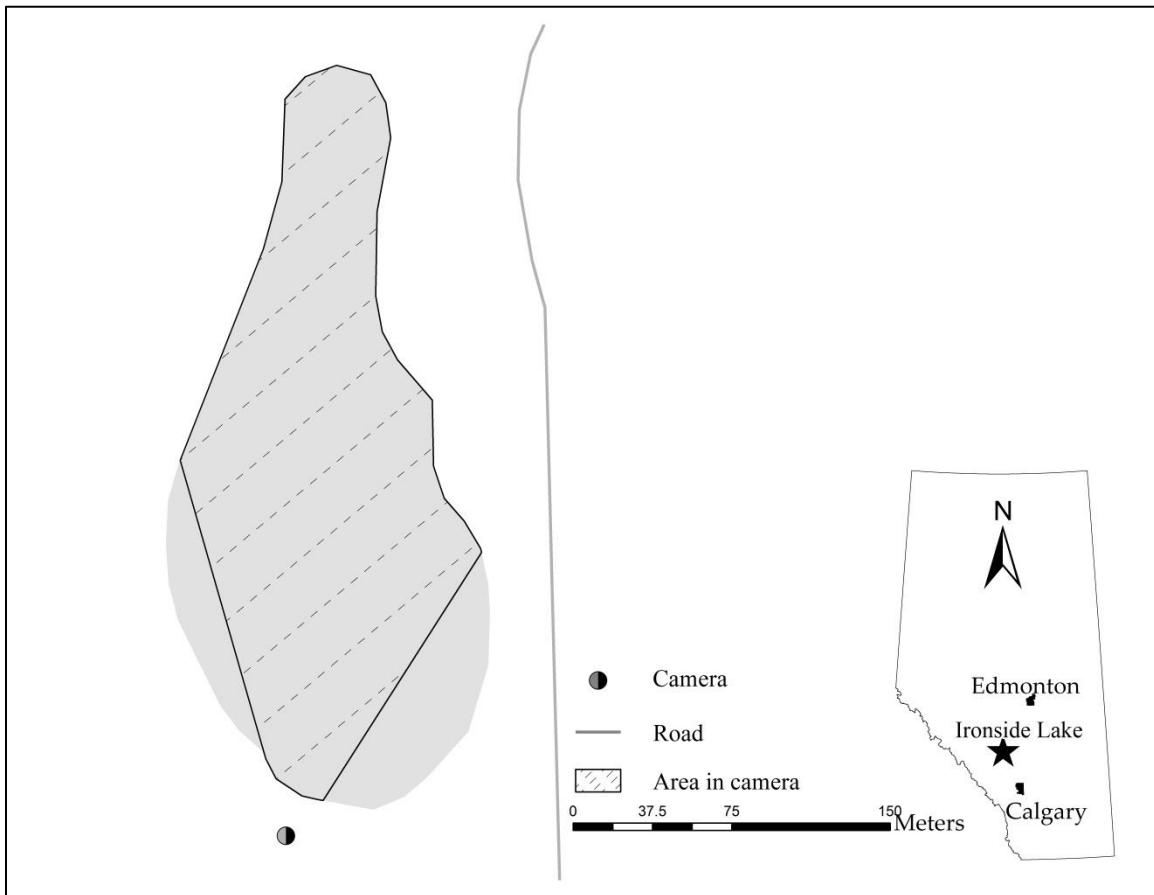 N
Edmonton
Ironside Lake
Calgary
Camera
Road
Area in camera
0 37.5 75 150
Meters